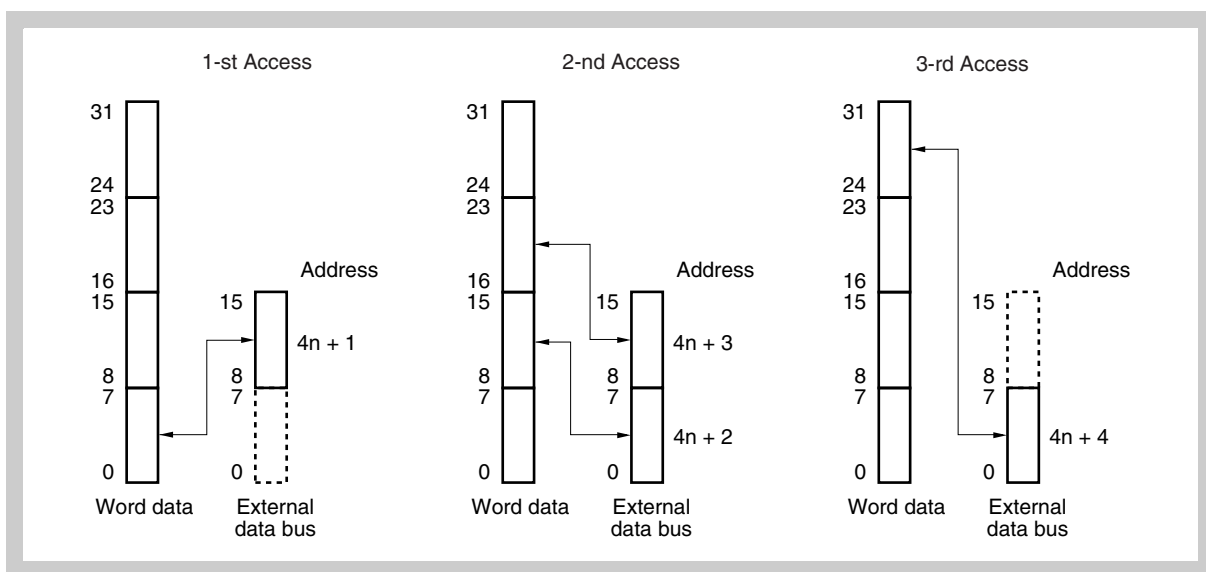 1-st Access
31
24
23
16
15
8
7
0
Word data
Address
15
8
7
0
4n + 1
External
data bus
2-nd Access
31
24
23
16
15
8
7
0
Word data
Address
15
8
7
0
4n + 3
4n + 2
External
data bus
3-rd Access
31
24
23
16
15
8
7
0
Word data
Address
15
8
7
0
4n + 4
External
data bus